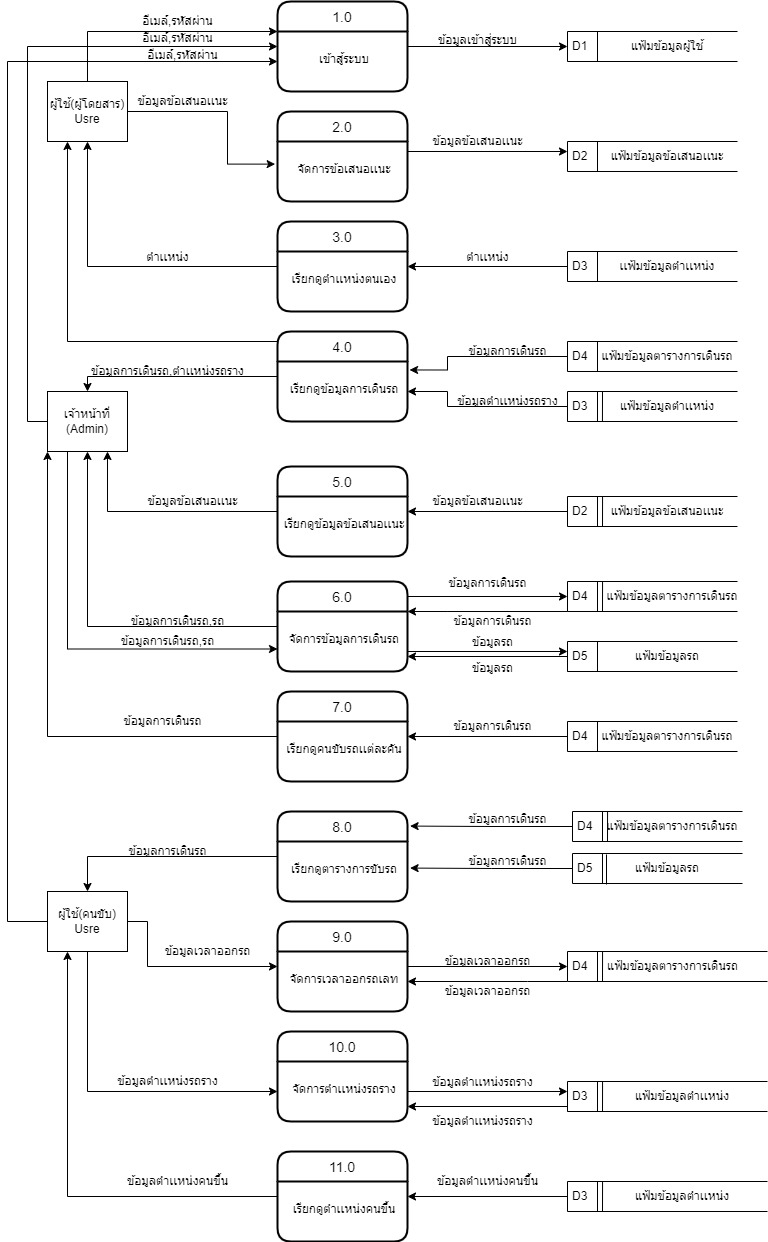 1.0
อีเมล์,รหัสผ่าน
อีเมล์,รหัสผ่าน
อีเมล์,รหัสผ่าน
เข้าสู่ระบบ
ข้อมูลเข้าสู่ระบบ
D1 แฟ้มข้อมูลผู้ใช้
ผู้ใช้(ผู้โดยสาร)
Usre
ข้อมูลข้อเสนอแนะ
2.0
จัดการข้อเสนอแนะ
ข้อมูลข้อเสนอแนะ
D2 แฟ้มข้อมูลข้อเสนอแนะ
3.0
ตำแหน่ง
เรียกดูตำแหน่งตนเอง
ตำแหน่ง
D3 แฟ้มข้อมูลตำแหน่ง
4.0
ข้อมูลการเดินรถ,ตำแหน่งรถราง
เรียกดูข้อมูลการเดินรถ
ข้อมูลการเดินรถ
D4 แฟ้มข้อมูลตารางการเดินรถ
ข้อมูลตำแหน่งรถราง
D3 แฟ้มข้อมูลตำแหน่ง
เจ้าหน้าที่
(Admin)
5.0
ข้อมูลข้อเสนอแนะ
เรียกดูข้อมูลข้อเสนอแนะ
ข้อมูลข้อเสนอแนะ
D2 แฟ้มข้อมูลข้อเสนอแนะ
6.0
ข้อมูลการเดินรถ,รถ
ข้อมูลการเดินรถ,รถ
จัดการข้อมูลการเดินรถ
ข้อมูลการเดินรถ
D4 แฟ้มข้อมูลตารางการเดินรถ
ข้อมูลการเดินรถ
ข้อมูลรถ
D5 แฟ้มข้อมูลรถ
ข้อมูลรถ
7.0
ข้อมูลการเดินรถ
เรียกดูคนขับรถแต่ละคัน
ข้อมูลการเดินรถ
D4 แฟ้มข้อมูลตารางการเดินรถ
8.0
ข้อมูลการเดินรถ
เรียกดูตารางการขับรถ
ข้อมูลการเดินรถ
D4 แฟ้มข้อมูลตารางการเดินรถ
ข้อมูลการเดินรถ
D5 แฟ้มข้อมูลรถ
ผู้ใช้(คนขับ)
Usre
9.0
ข้อมูลเวลาออกรถ
จัดการเวลาออกรถเลท
ข้อมูลเวลาออกรถ
D4 แฟ้มข้อมูลตารางการเดินรถ
ข้อมูลเวลาออกรถ
10.0
ข้อมูลตำแหน่งรถราง
จัดการตำแหน่งรถราง
ข้อมูลตำแหน่งรถราง
D3 แฟ้มข้อมูลตำแหน่ง
ข้อมูลตำแหน่งรถราง
11.0
ข้อมูลตำแหน่งคนขึ้น
เรียกดูตำแหน่งคนขึ้น
ข้อมูลตำแหน่งคนขึ้น
D3 แฟ้มข้อมูลตำแหน่ง